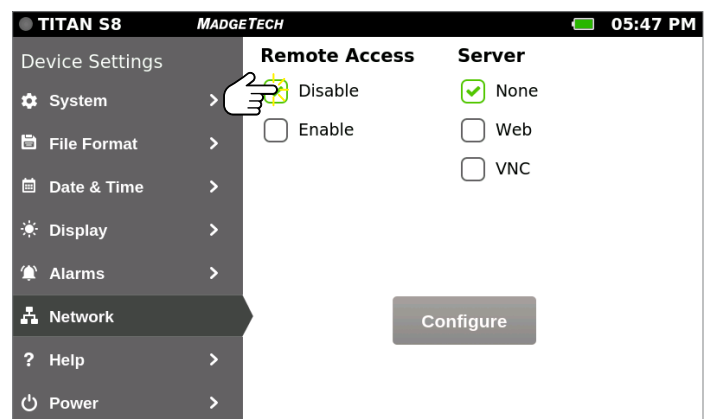 TITAN S8 MADGETECH 05:47 PM
Device Settings
System
File Format
Date & Time
Display
Alarms
Network
Help
Power
Remote Access
Disable
Enable
Server
None
Web
VNC
Configure